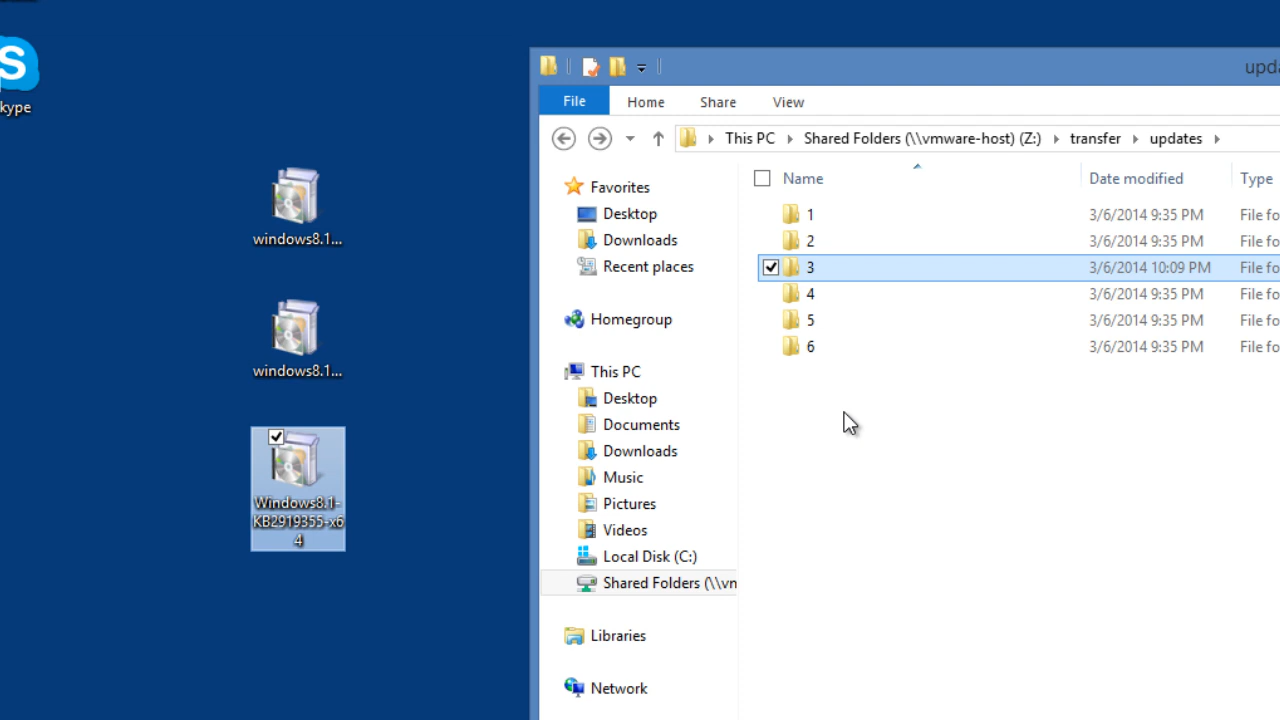 S
kype
windows8.1...
windows8.1...
Windows8.1-
KB2919355-x6
4
upda
File Home Share View
This PC Shared Folders (\\vmware-host) (Z:) transfer updates
Favorites
Desktop
Downloads
Recent places
Homegroup
This PC
Desktop
Documents
Downloads
Music
Pictures
Videos
Local Disk (C:)
Shared Folders (\\vn
Libraries
Network
Name Date modified Type
1 3/6/2014 9:35 PM File fo
2 3/6/2014 9:35 PM File fo
3 3/6/2014 10:09 PM File fo
4 3/6/2014 9:35 PM File fo
5 3/6/2014 9:35 PM File fo
6 3/6/2014 9:35 PM File fo